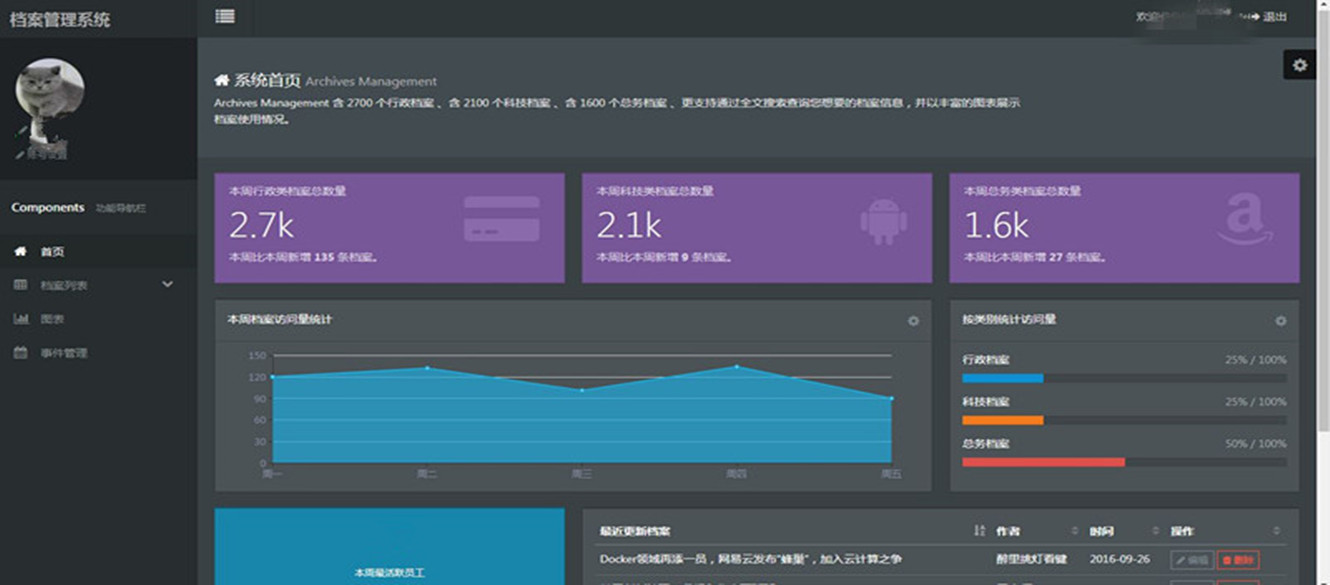 档案管理系统
退出
系统首页 Archives Management
Archives Management 含 2700 个行政档案 、含 2100 个科技档案 、含 1600 个总务档案 、更支持通过全文搜索查询您想要的档案信息，并以丰富的图表展示
档案使用情况。
Components 功能导航栏
首页
档案列表
图表
事件管理
本周行政类档案总数量
2.7k
本周比本周新增 135 条档案。
本周科技类档案总数量
2.1k
本周比本周新增 9 条档案。
本周总务类档案总数量
1.6k
本周比本周新增 27 条档案。
本周档案访问量统计
150
120
90
60
30
0
周一 周二 周三 周四 周五
按类别统计访问量
行政档案 25% / 100%
科技档案 25% / 100%
总务档案 50% / 100%
本周最活跃员工
最近更新档案 作者 时间 操作
Docker领域再添一员，网易云发布“蜂巢”，加入云计算之争 醉里挑灯看键 2016-09-26 编辑 删除